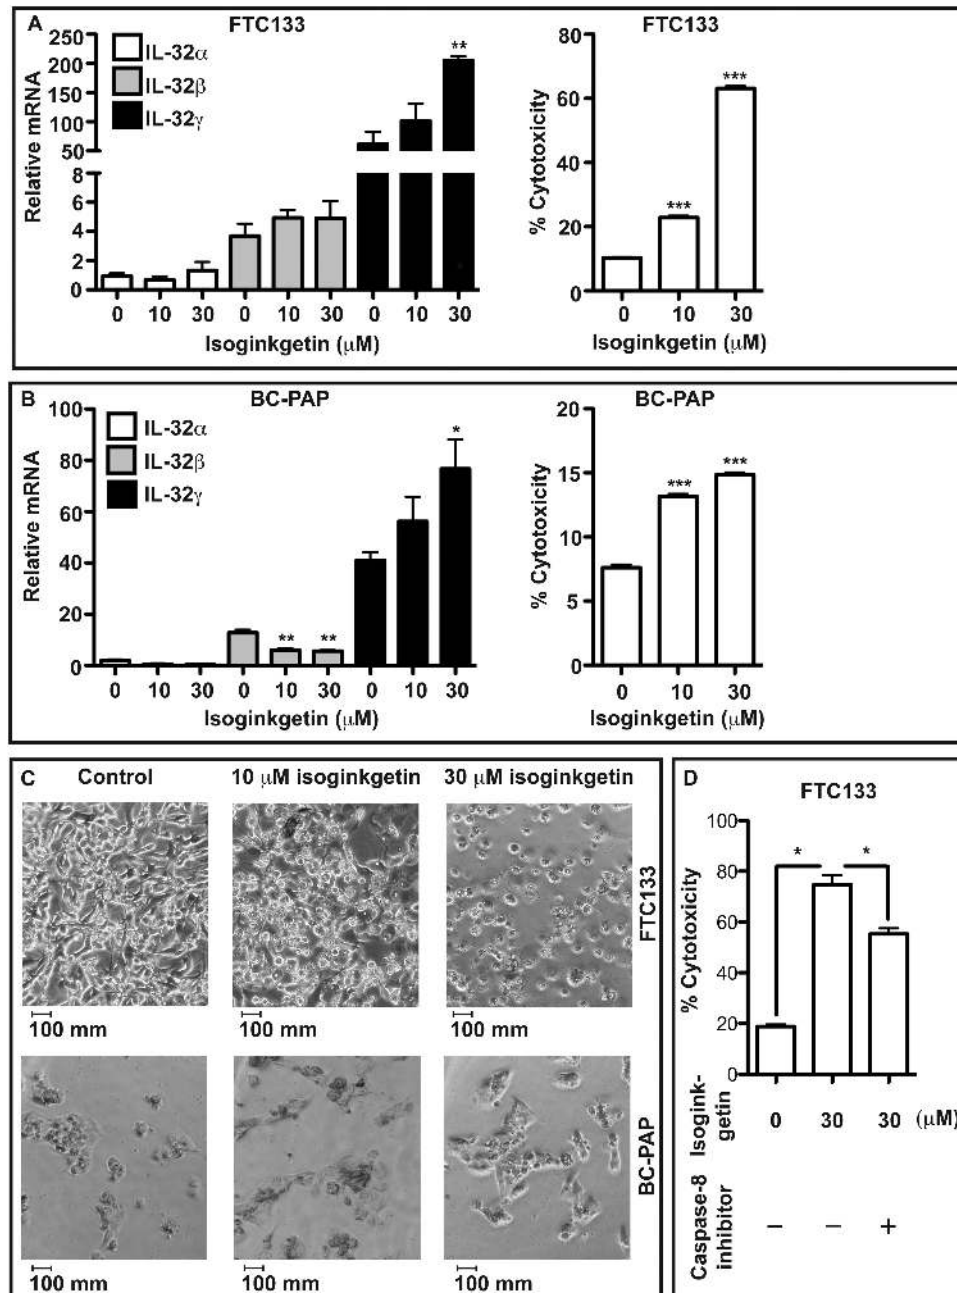 A
FTC133
IL-32α
IL-32β
IL-32γ
Relative mRNA
250
200
150
100
50
8
6
4
2
0
**
0 10 30 0 10 30 0 10 30
Isoginkgetin (μM)
FTC133
% Cytotoxicity
80
60
40
20
0
***
***
0 10 30
Isoginkgetin (μM)
B
BC-PAP
IL-32α
IL-32β
IL-32γ
Relative mRNA
100
80
60
40
20
0
** **
*
0 10 30 0 10 30 0 10 30
Isoginkgetin (μM)
BC-PAP
% Cytotoxicity
20
15
10
5
0
***
***
0 10 30
Isoginkgetin (μM)
C
Control 10 μM isoginkgetin 30 μM isoginkgetin
FTC133
100 mm 100 mm 100 mm
BC-PAP
100 mm 100 mm 100 mm
D
FTC133
% Cytotoxicity
100
80
60
40
20
0
* *
Isogink-
getin
0 30 30 (μM)
Caspase-8
inhibitor
− − +